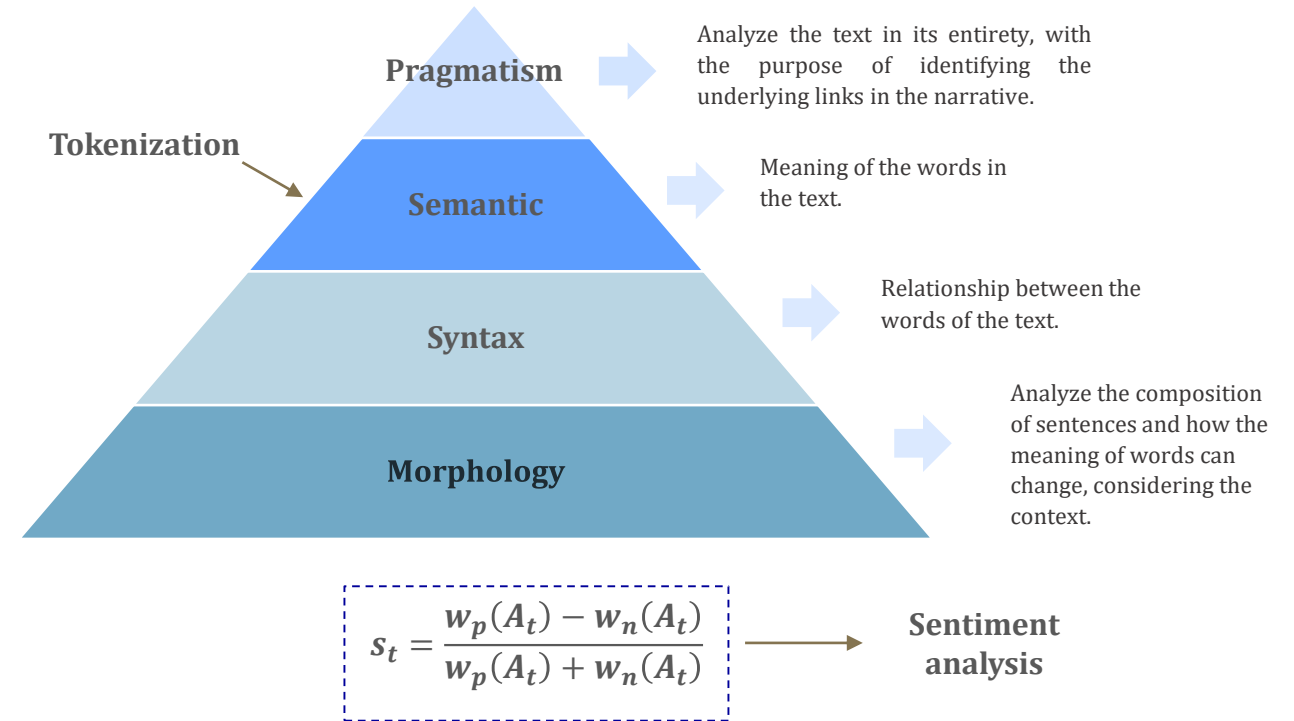 Pragmatism
Analyze the text in its entirety, with
the purpose of identifying the
underlying links in the narrative.
Tokenization
Semantic
Meaning of the words in
the text.
Syntax
Relationship between the
words of the text.
Morphology
Analyze the composition
of sentences and how the
meaning of words can
change, considering the
context.
s_t = \frac{w_p(A_t) − w_n(A_t)}{w_p(A_t) + w_n(A_t)}
Sentiment
analysis